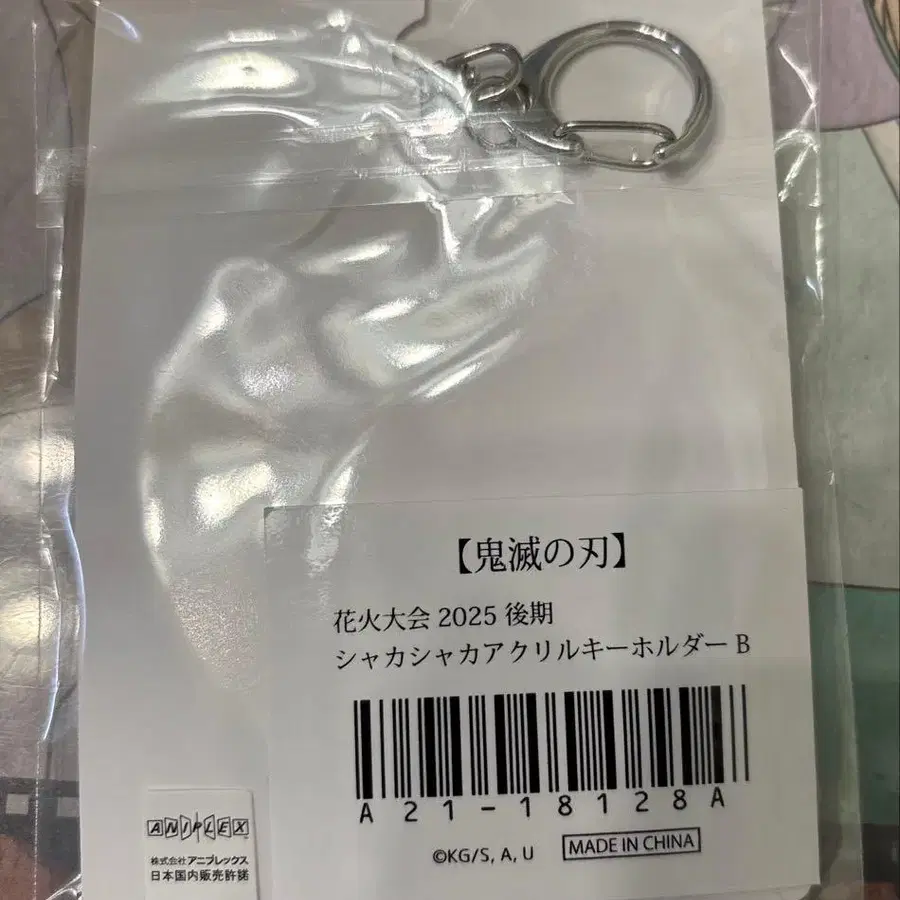 【鬼滅の刃】
花火大会 2025 後期
シャカシャカアクリルキーホルダー B
A21-18128A
©KG/S, A, U
MADE IN CHINA
ANIPLEX
株式会社アニプレックス
日本国内販売許諾